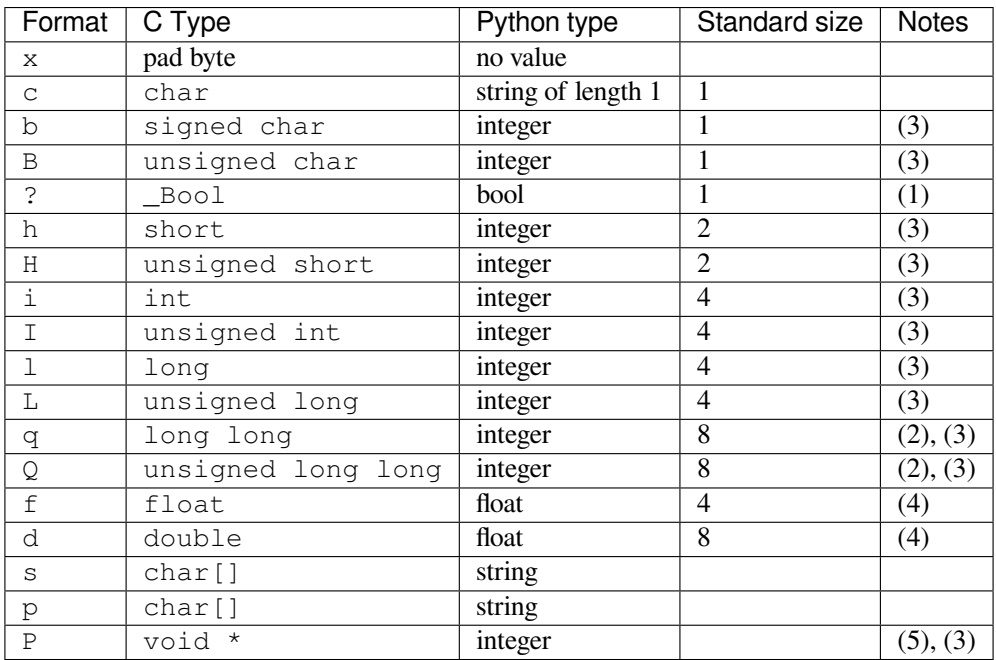 Format C Type Python type Standard size Notes
x pad byte no value
c char string of length 1 1
b signed char integer 1 (3)
B unsigned char integer 1 (3)
? _Bool bool 1 (1)
h short integer 2 (3)
H unsigned short integer 2 (3)
i int integer 4 (3)
I unsigned int integer 4 (3)
l long integer 4 (3)
L unsigned long integer 4 (3)
q long long integer 8 (2), (3)
Q unsigned long long integer 8 (2), (3)
f float float 4 (4)
d double float 8 (4)
s char[] string
p char[] string
P void * integer (5), (3)